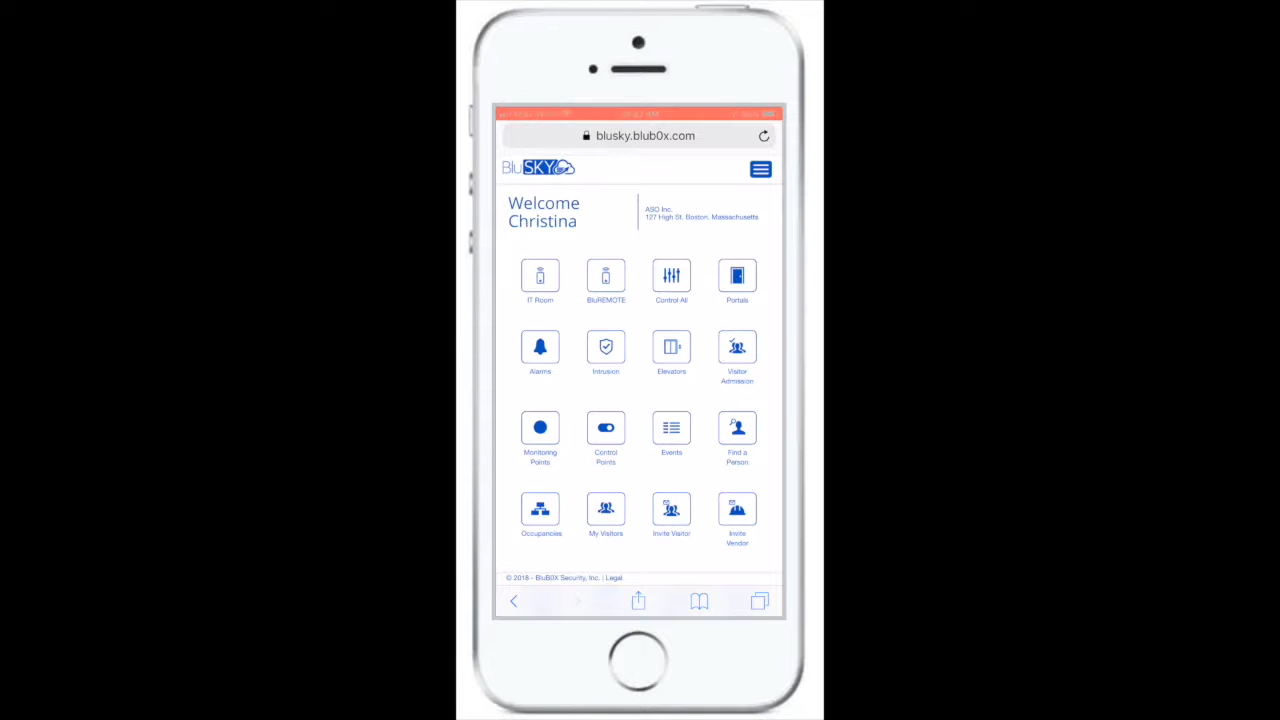 blusky.blub0x.com
BluSKY
Welcome
Christina
ASO Inc.
127 High St. Boston, Massachusetts
IT Room
BluREMOTE
Control All
Portals
Alarms
Intrusion
Elevators
Visitor
Admission
Monitoring
Points
Control
Points
Events
Find a
Person
Occupancies
My Visitors
Invite Visitor
Invite
Vendor
© 2018 - BluB0X Security, Inc. | Legal